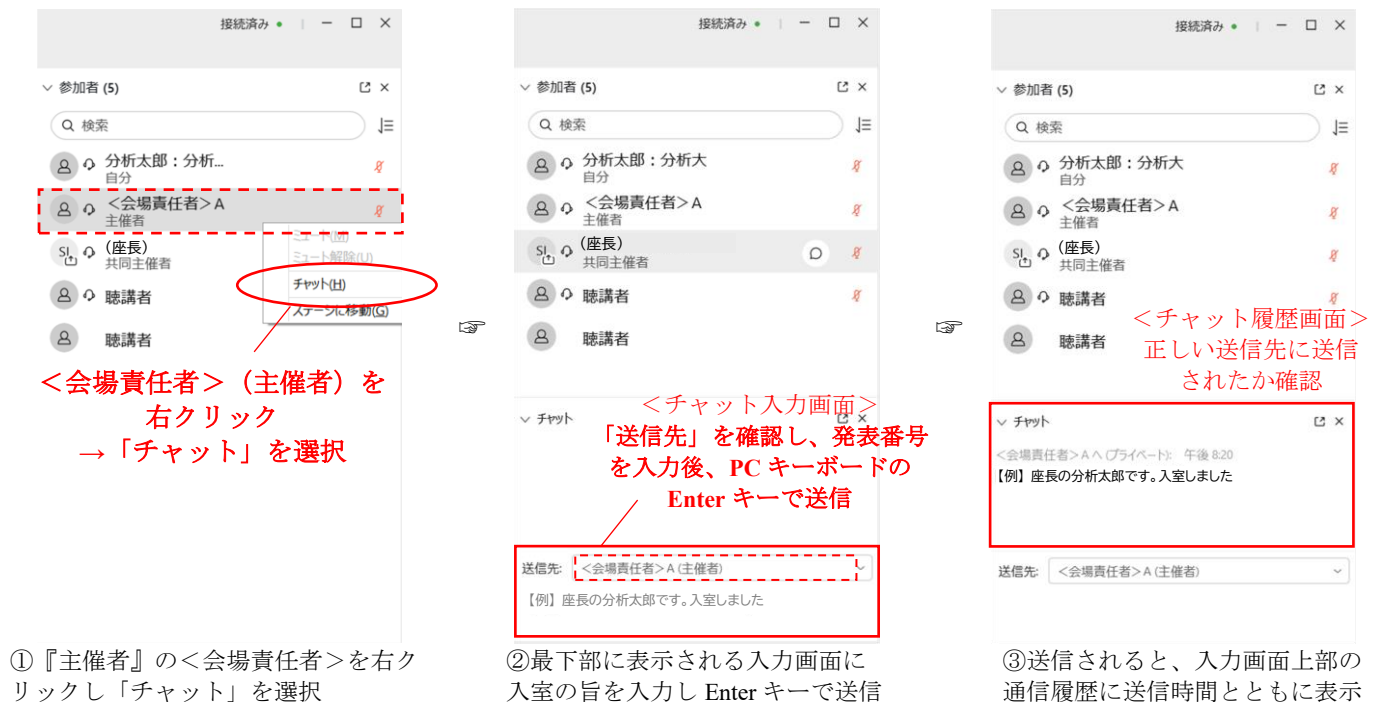 接続済み
参加者 (5)
検索
分析太郎：分析...
自分
＜会場責任者＞A
主催者
ミュート(M)
ミュート解除(U)
SI
(座長)
共同主催者
チャット(H)
聴講者
ステージに移動(G)
聴講者
＜会場責任者＞（主催者）を
右クリック
→「チャット」を選択
①『主催者』の＜会場責任者＞を右ク
リックし「チャット」を選択
☞
接続済み
参加者 (5)
検索
分析太郎：分析大
自分
＜会場責任者＞A
主催者
SI
(座長)
共同主催者
聴講者
聴講者
＜チャット入力画面＞
チャット
「送信先」を確認し、発表番号
を入力後、PC キーボードの
Enter キーで送信
送信先:
＜会場責任者＞A (主催者)
【例】座長の分析太郎です。入室しました
②最下部に表示される入力画面に
入室の旨を入力し Enter キーで送信
☞
接続済み
参加者 (5)
検索
分析太郎：分析大
自分
＜会場責任者＞A
主催者
SI
(座長)
共同主催者
聴講者
聴講者
＜チャット履歴画面＞
正しい送信先に送信
されたか確認
チャット
＜会場責任者＞A へ (プライベート): 午後 8:20
【例】座長の分析太郎です。入室しました
送信先:
＜会場責任者＞A (主催者)
③送信されると、入力画面上部の
通信履歴に送信時間とともに表示